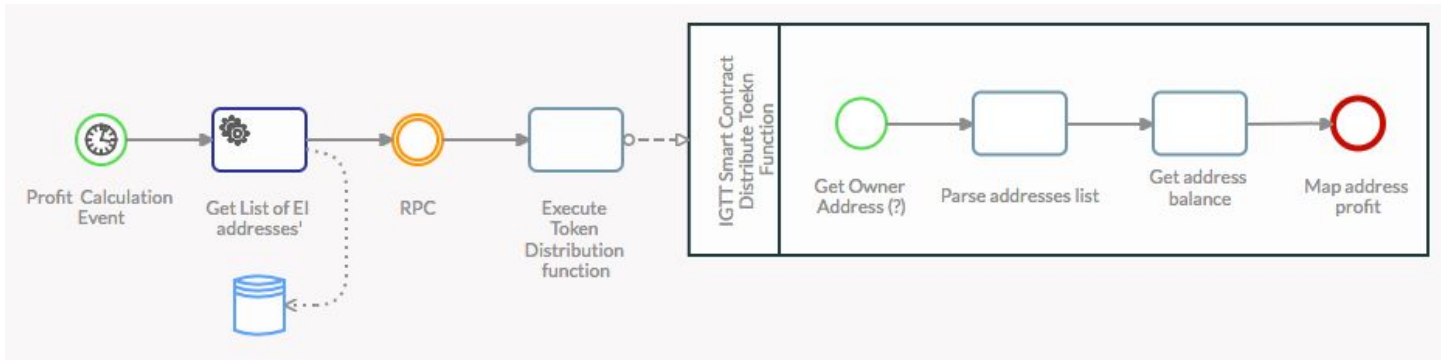 Profit Calculation
Event
Get List of EI
addresses'
RPC
Execute
Token
Distribution
function
IGTT Smart Contract
Distribute Toekn
Function
Get Owner
Address (?)
Parse addresses list
Get address
balance
Map address
profit